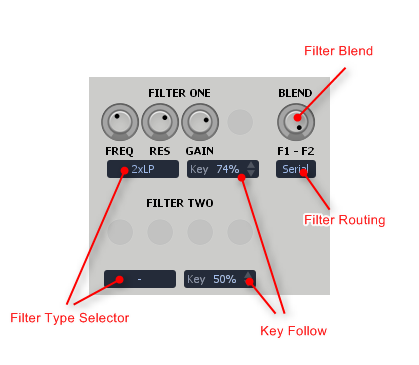 Filter Blend
FILTER ONE
BLEND
FREQ RES GAIN
F1 - F2
2xLP
Key 74%
Serial
FILTER TWO
Filter Routing
-
Key 50%
Filter Type Selector
Key Follow